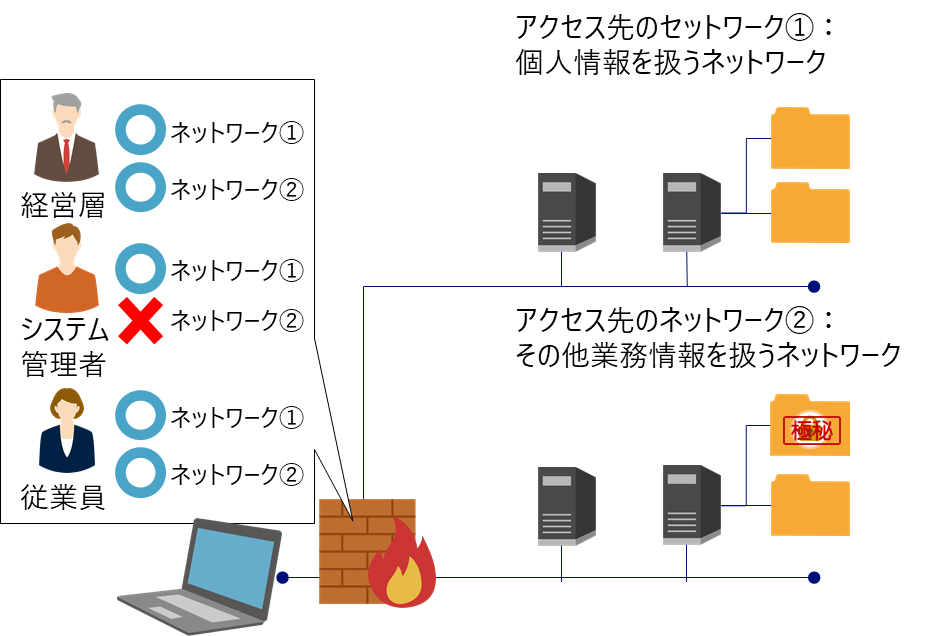 アクセス先のセットワーク①：
個人情報を扱うネットワーク
ネットワーク①
ネットワーク②
経営層
ネットワーク①
ネットワーク②
システム
管理者
ネットワーク①
ネットワーク②
従業員
アクセス先のネットワーク②：
その他業務情報を扱うネットワーク
極秘